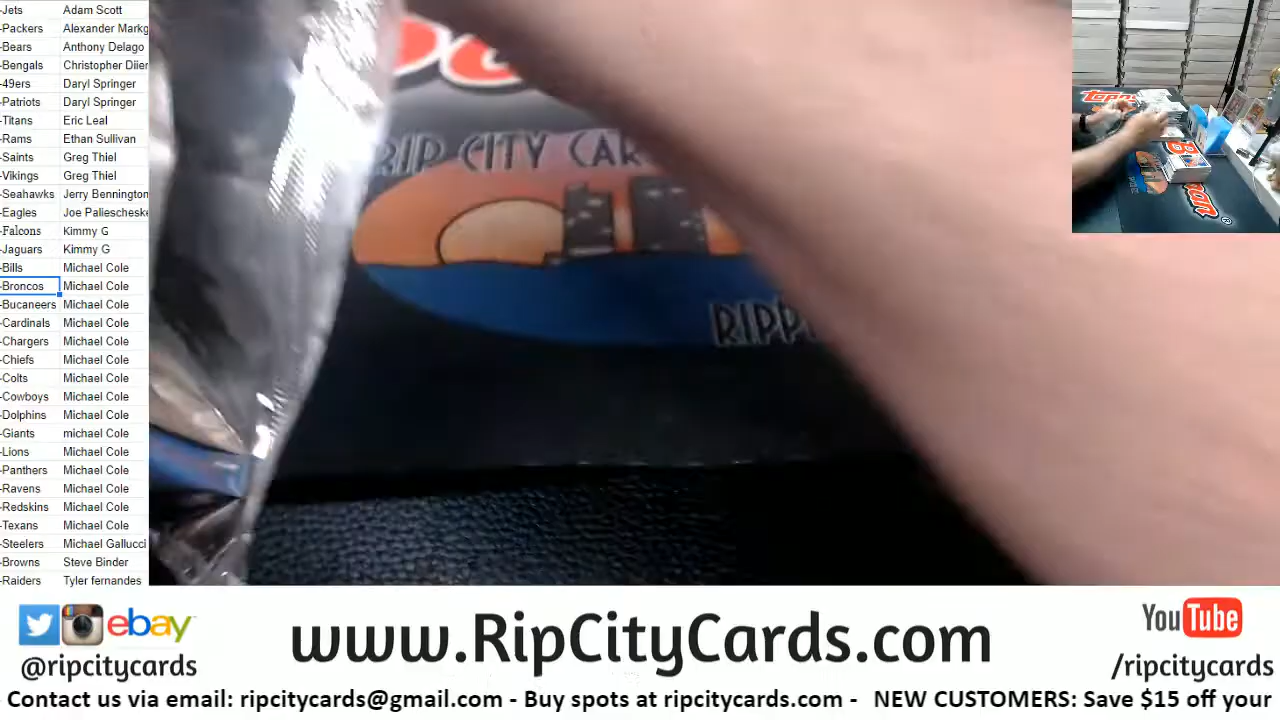 -Jets Adam Scott
-Packers Alexander Markg
-Bears Anthony Delago
-Bengals Christopher Diier
-49ers Daryl Springer
-Patriots Daryl Springer
-Titans Eric Leal
-Rams Ethan Sullivan
-Saints Greg Thiel
-Vikings Greg Thiel
-Seahawks Jerry Bennington
-Eagles Joe Paliescheske
-Falcons Kimmy G
-Jaguars Kimmy G
-Bills Michael Cole
-Broncos Michael Cole
-Bucaneers Michael Cole
-Cardinals Michael Cole
-Chargers Michael Cole
-Chiefs Michael Cole
-Colts Michael Cole
-Cowboys Michael Cole
-Dolphins Michael Cole
-Giants michael Cole
-Lions Michael Cole
-Panthers Michael Cole
-Ravens Michael Cole
-Redskins Michael Cole
-Texans Michael Cole
-Steelers Michael Gallucci
-Browns Steve Binder
-Raiders Tyler fernandes
RIP CITY CAR
RIPP
Topps
ebay
@ripcitycards
www.RipCityCards.com
YouTube
/ripcitycards
- Contact us via email: ripcitycards@gmail.com - Buy spots at ripcitycards.com - NEW CUSTOMERS: Save $15 off your